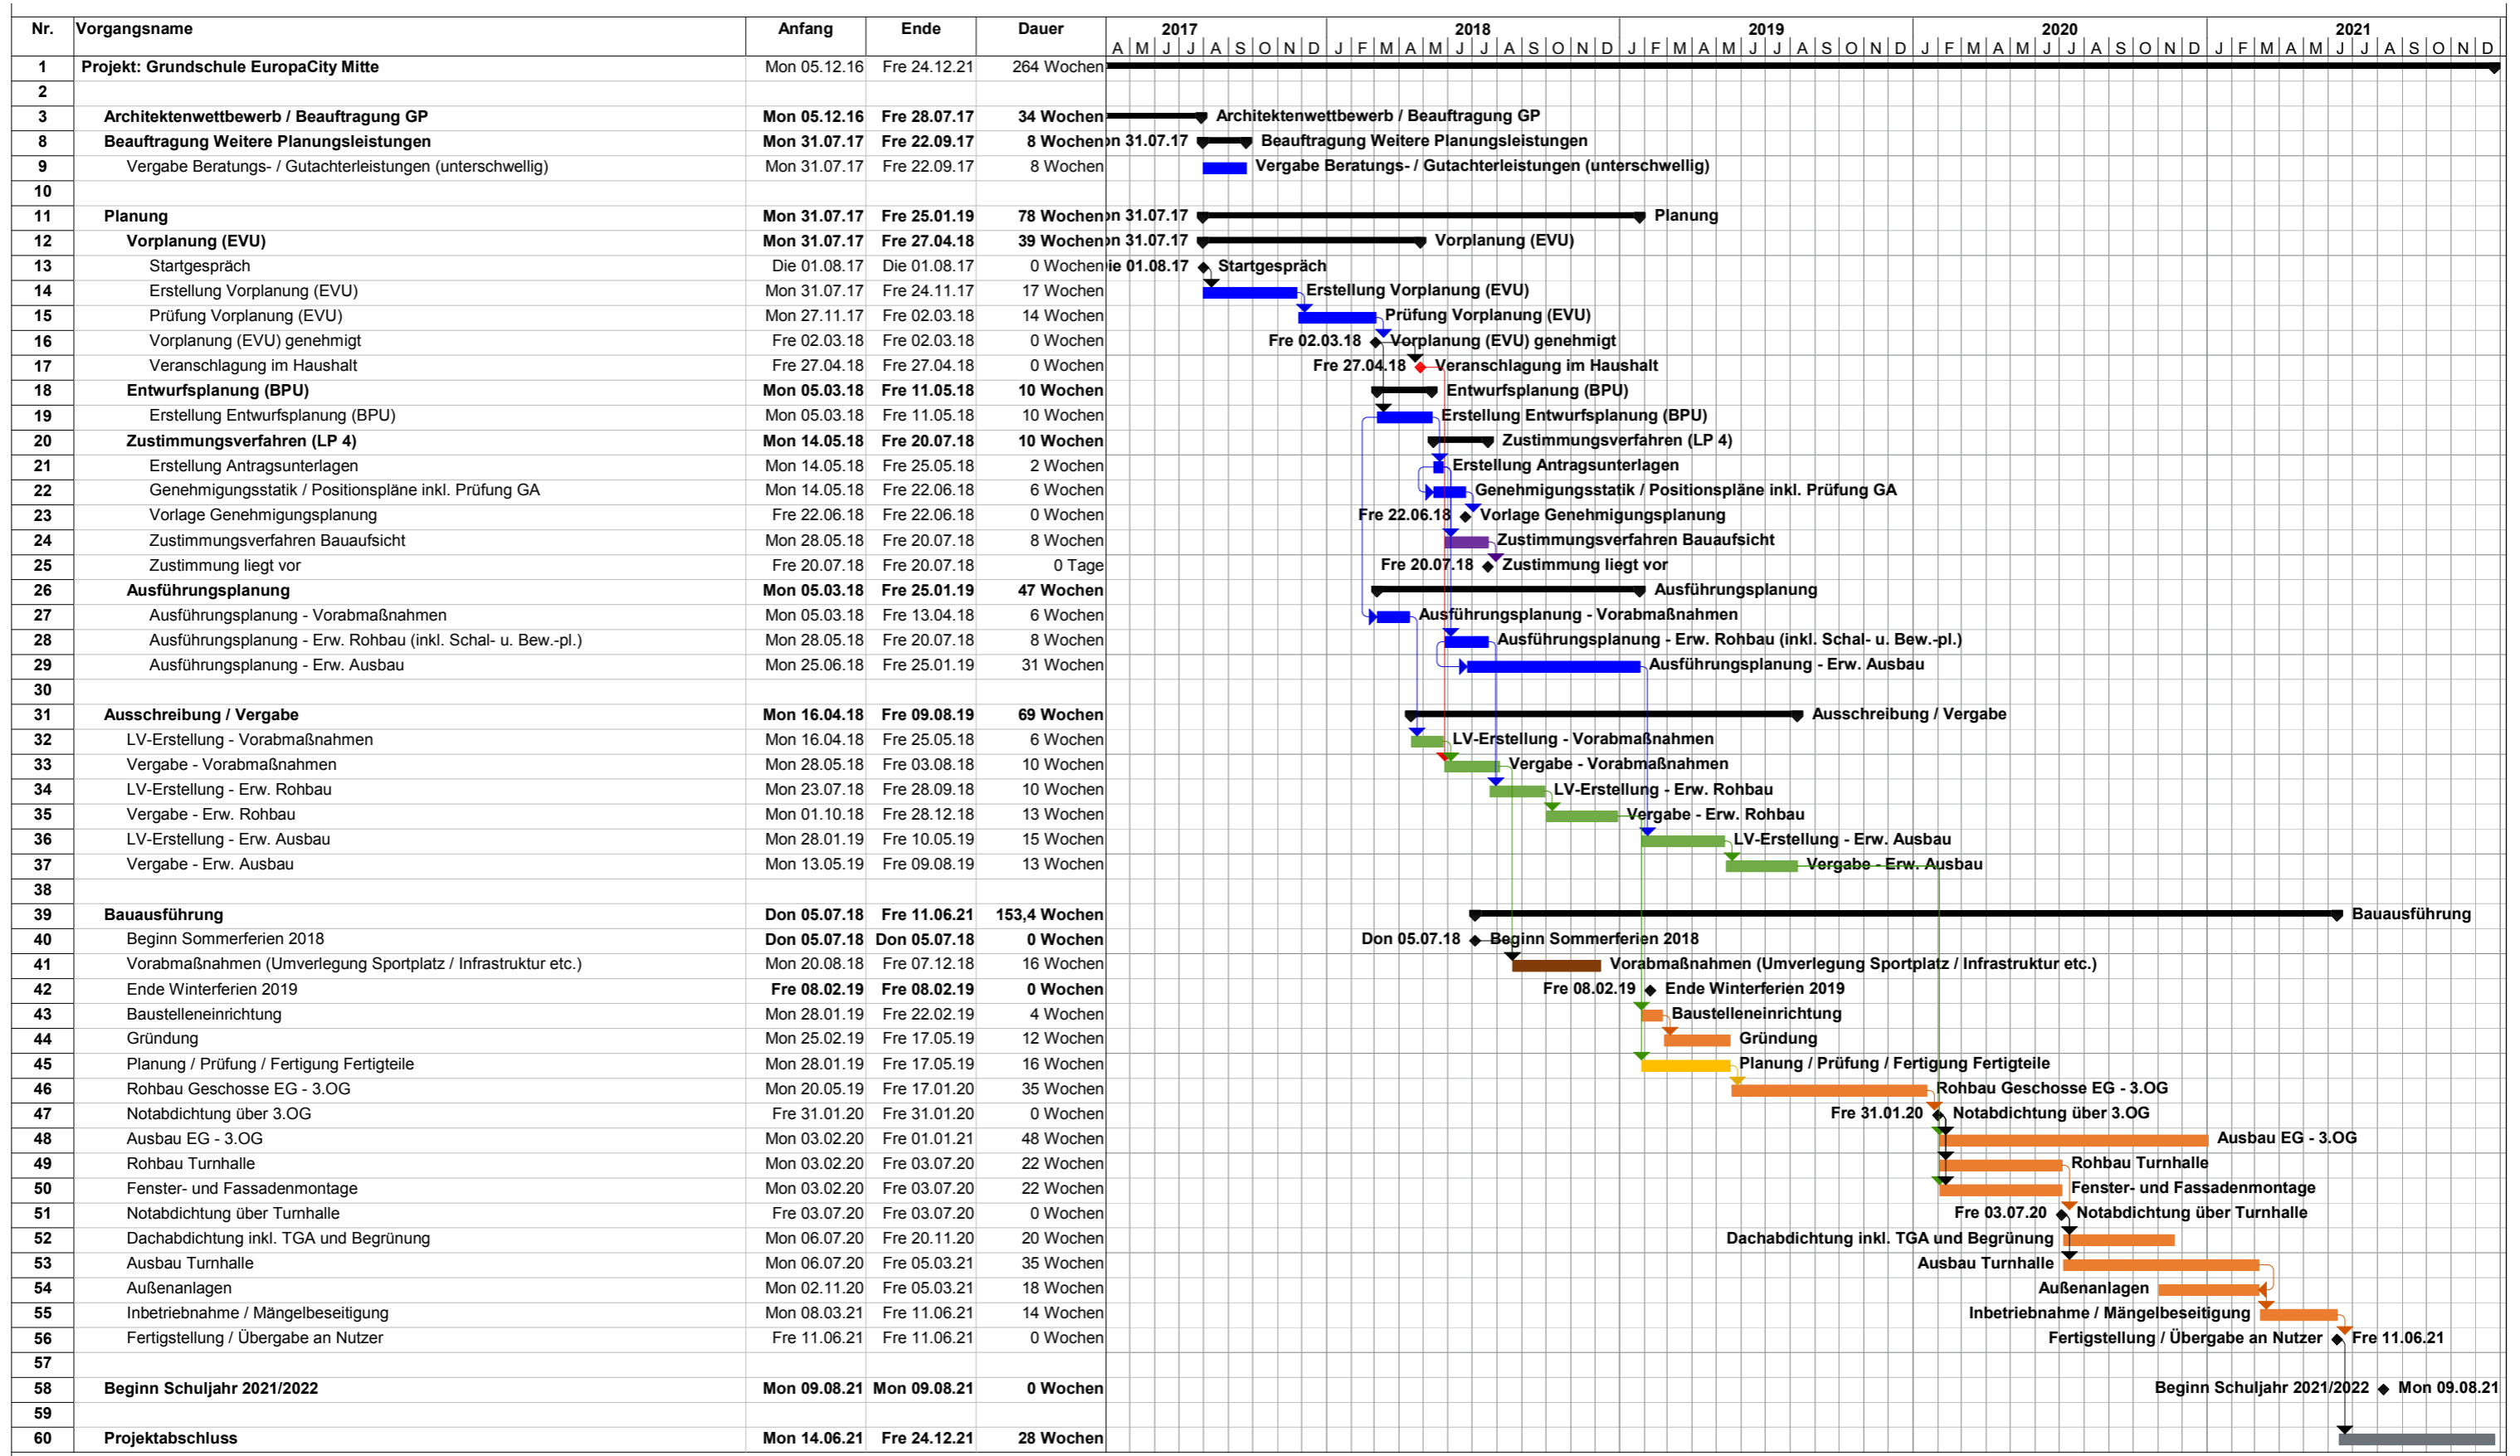 Nr. Vorgangsname Anfang Ende Dauer 2017 2018 2019 2020 2021
A M J J A S O N D J F M A M J J A S O N D J F M A M J J A S O N D J F M A M J J A S O N D J F M A M J J A S O N D
1 Projekt: Grundschule EuropaCity Mitte Mon 05.12.16 Fre 24.12.21 264 Wochen
2
3 Architektenwettbewerb / Beauftragung GP Mon 05.12.16 Fre 28.07.17 34 Wochen Architektenwettbewerb / Beauftragung GP
8 Beauftragung Weitere Planungsleistungen Mon 31.07.17 Fre 22.09.17 8 Wochen on 31.07.17 Beauftragung Weitere Planungsleistungen
9 Vergabe Beratungs- / Gutachterleistungen (unterschwellig) Mon 31.07.17 Fre 22.09.17 8 Wochen Vergabe Beratungs- / Gutachterleistungen (unterschwellig)
10
11 Planung Mon 31.07.17 Fre 25.01.19 78 Wochen on 31.07.17 Planung
12 Vorplanung (EVU) Mon 31.07.17 Fre 27.04.18 39 Wochen on 31.07.17 Vorplanung (EVU)
13 Startgespräch Die 01.08.17 Die 01.08.17 0 Wochen ie 01.08.17 Startgespräch
14 Erstellung Vorplanung (EVU) Mon 31.07.17 Fre 24.11.17 17 Wochen Erstellung Vorplanung (EVU)
15 Prüfung Vorplanung (EVU) Mon 27.11.17 Fre 02.03.18 14 Wochen Prüfung Vorplanung (EVU)
16 Vorplanung (EVU) genehmigt Fre 02.03.18 Fre 02.03.18 0 Wochen Fre 02.03.18 Vorplanung (EVU) genehmigt
17 Veranschlagung im Haushalt Fre 27.04.18 Fre 27.04.18 0 Wochen Fre 27.04.18 Veranschlagung im Haushalt
18 Entwurfsplanung (BPU) Mon 05.03.18 Fre 11.05.18 10 Wochen Entwurfsplanung (BPU)
19 Erstellung Entwurfsplanung (BPU) Mon 05.03.18 Fre 11.05.18 10 Wochen Erstellung Entwurfsplanung (BPU)
20 Zustimmungsverfahren (LP 4) Mon 14.05.18 Fre 20.07.18 10 Wochen Zustimmungsverfahren (LP 4)
21 Erstellung Antragsunterlagen Mon 14.05.18 Fre 25.05.18 2 Wochen Erstellung Antragsunterlagen
22 Genehmigungsstatik / Positionspläne inkl. Prüfung GA Mon 14.05.18 Fre 22.06.18 6 Wochen Genehmigungsstatik / Positionspläne inkl. Prüfung GA
23 Vorlage Genehmigungsplanung Fre 22.06.18 Fre 22.06.18 0 Wochen Fre 22.06.18 Vorlage Genehmigungsplanung
24 Zustimmungsverfahren Bauaufsicht Mon 28.05.18 Fre 20.07.18 8 Wochen Zustimmungsverfahren Bauaufsicht
25 Zustimmung liegt vor Fre 20.07.18 Fre 20.07.18 0 Tage Fre 20.07.18 Zustimmung liegt vor
26 Ausführungsplanung Mon 05.03.18 Fre 25.01.19 47 Wochen Ausführungsplanung
27 Ausführungsplanung - Vorabmaßnahmen Mon 05.03.18 Fre 13.04.18 6 Wochen Ausführungsplanung - Vorabmaßnahmen
28 Ausführungsplanung - Erw. Rohbau (inkl. Schal- u. Bew.-pl.) Mon 28.05.18 Fre 20.07.18 8 Wochen Ausführungsplanung - Erw. Rohbau (inkl. Schal- u. Bew.-pl.)
29 Ausführungsplanung - Erw. Ausbau Mon 25.06.18 Fre 25.01.19 31 Wochen Ausführungsplanung - Erw. Ausbau
30
31 Ausschreibung / Vergabe Mon 16.04.18 Fre 09.08.19 69 Wochen Ausschreibung / Vergabe
32 LV-Erstellung - Vorabmaßnahmen Mon 16.04.18 Fre 25.05.18 6 Wochen LV-Erstellung - Vorabmaßnahmen
33 Vergabe - Vorabmaßnahmen Mon 28.05.18 Fre 03.08.18 10 Wochen Vergabe - Vorabmaßnahmen
34 LV-Erstellung - Erw. Rohbau Mon 23.07.18 Fre 28.09.18 10 Wochen LV-Erstellung - Erw. Rohbau
35 Vergabe - Erw. Rohbau Mon 01.10.18 Fre 28.12.18 13 Wochen Vergabe - Erw. Rohbau
36 LV-Erstellung - Erw. Ausbau Mon 28.01.19 Fre 10.05.19 15 Wochen LV-Erstellung - Erw. Ausbau
37 Vergabe - Erw. Ausbau Mon 13.05.19 Fre 09.08.19 13 Wochen Vergabe - Erw. Ausbau
38
39 Bauausführung Don 05.07.18 Fre 11.06.21 153,4 Wochen Bauausführung
40 Beginn Sommerferien 2018 Don 05.07.18 Don 05.07.18 0 Wochen Don 05.07.18 Beginn Sommerferien 2018
41 Vorabmaßnahmen (Umverlegung Sportplatz / Infrastruktur etc.) Mon 20.08.18 Fre 07.12.18 16 Wochen Vorabmaßnahmen (Umverlegung Sportplatz / Infrastruktur etc.)
42 Ende Winterferien 2019 Fre 08.02.19 Fre 08.02.19 0 Wochen Fre 08.02.19 Ende Winterferien 2019
43 Baustelleneinrichtung Mon 28.01.19 Fre 22.02.19 4 Wochen Baustelleneinrichtung
44 Gründung Mon 25.02.19 Fre 17.05.19 12 Wochen Gründung
45 Planung / Prüfung / Fertigung Fertigteile Mon 28.01.19 Fre 17.05.19 16 Wochen Planung / Prüfung / Fertigung Fertigteile
46 Rohbau Geschosse EG - 3.OG Mon 20.05.19 Fre 17.01.20 35 Wochen Rohbau Geschosse EG - 3.OG
47 Notabdichtung über 3.OG Fre 31.01.20 Fre 31.01.20 0 Wochen Fre 31.01.20 Notabdichtung über 3.OG
48 Ausbau EG - 3.OG Mon 03.02.20 Fre 01.01.21 48 Wochen Ausbau EG - 3.OG
49 Rohbau Turnhalle Mon 03.02.20 Fre 03.07.20 22 Wochen Rohbau Turnhalle
50 Fenster- und Fassadenmontage Mon 03.02.20 Fre 03.07.20 22 Wochen Fenster- und Fassadenmontage
51 Notabdichtung über Turnhalle Fre 03.07.20 Fre 03.07.20 0 Wochen Fre 03.07.20 Notabdichtung über Turnhalle
52 Dachabdichtung inkl. TGA und Begrünung Mon 06.07.20 Fre 20.11.20 20 Wochen Dachabdichtung inkl. TGA und Begrünung
53 Ausbau Turnhalle Mon 06.07.20 Fre 05.03.21 35 Wochen Ausbau Turnhalle
54 Außenanlagen Mon 02.11.20 Fre 05.03.21 18 Wochen Außenanlagen
55 Inbetriebnahme / Mängelbeseitigung Mon 08.03.21 Fre 11.06.21 14 Wochen Inbetriebnahme / Mängelbeseitigung
56 Fertigstellung / Übergabe an Nutzer Fre 11.06.21 Fre 11.06.21 0 Wochen Fertigstellung / Übergabe an Nutzer Fre 11.06.21
57
58 Beginn Schuljahr 2021/2022 Mon 09.08.21 Mon 09.08.21 0 Wochen Beginn Schuljahr 2021/2022 Mon 09.08.21
59
60 Projektabschluss Mon 14.06.21 Fre 24.12.21 28 Wochen